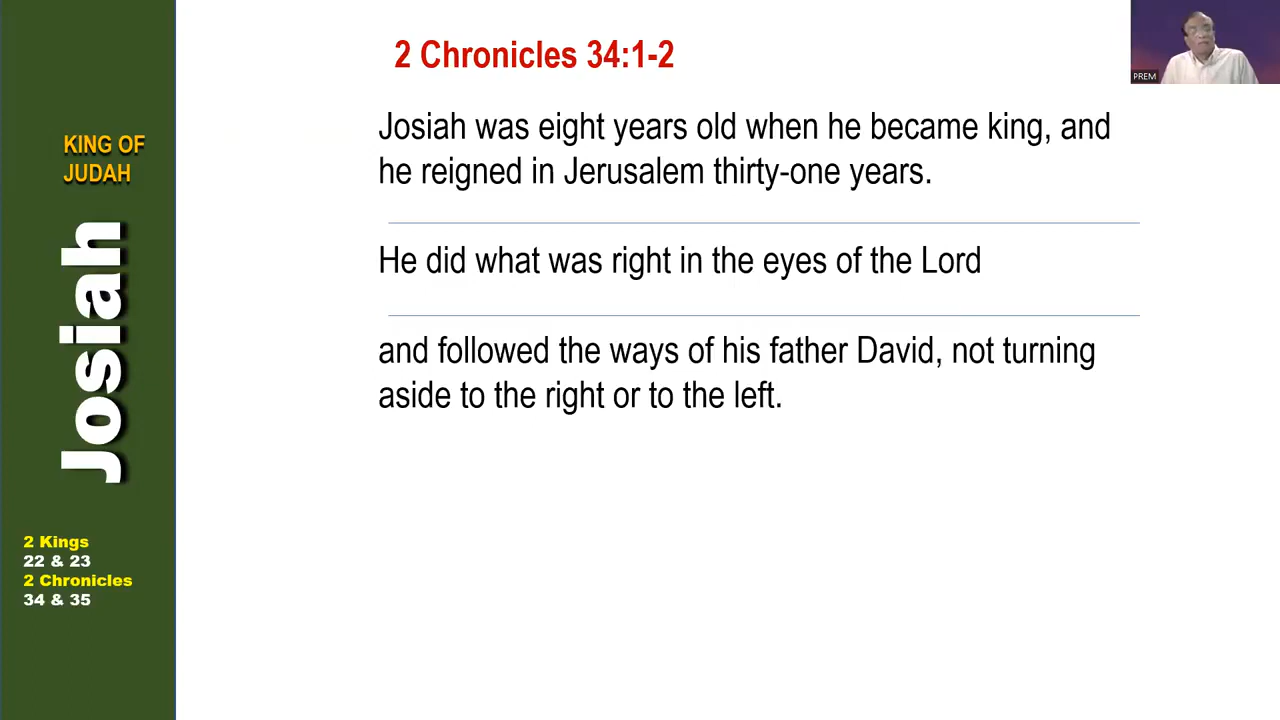 2 Chronicles 34:1-2
Josiah was eight years old when he became king, and
he reigned in Jerusalem thirty-one years.
He did what was right in the eyes of the Lord
and followed the ways of his father David, not turning
aside to the right or to the left.
KING OF
JUDAH
Josiah
2 Kings
22 & 23
2 Chronicles
34 & 35
PREM